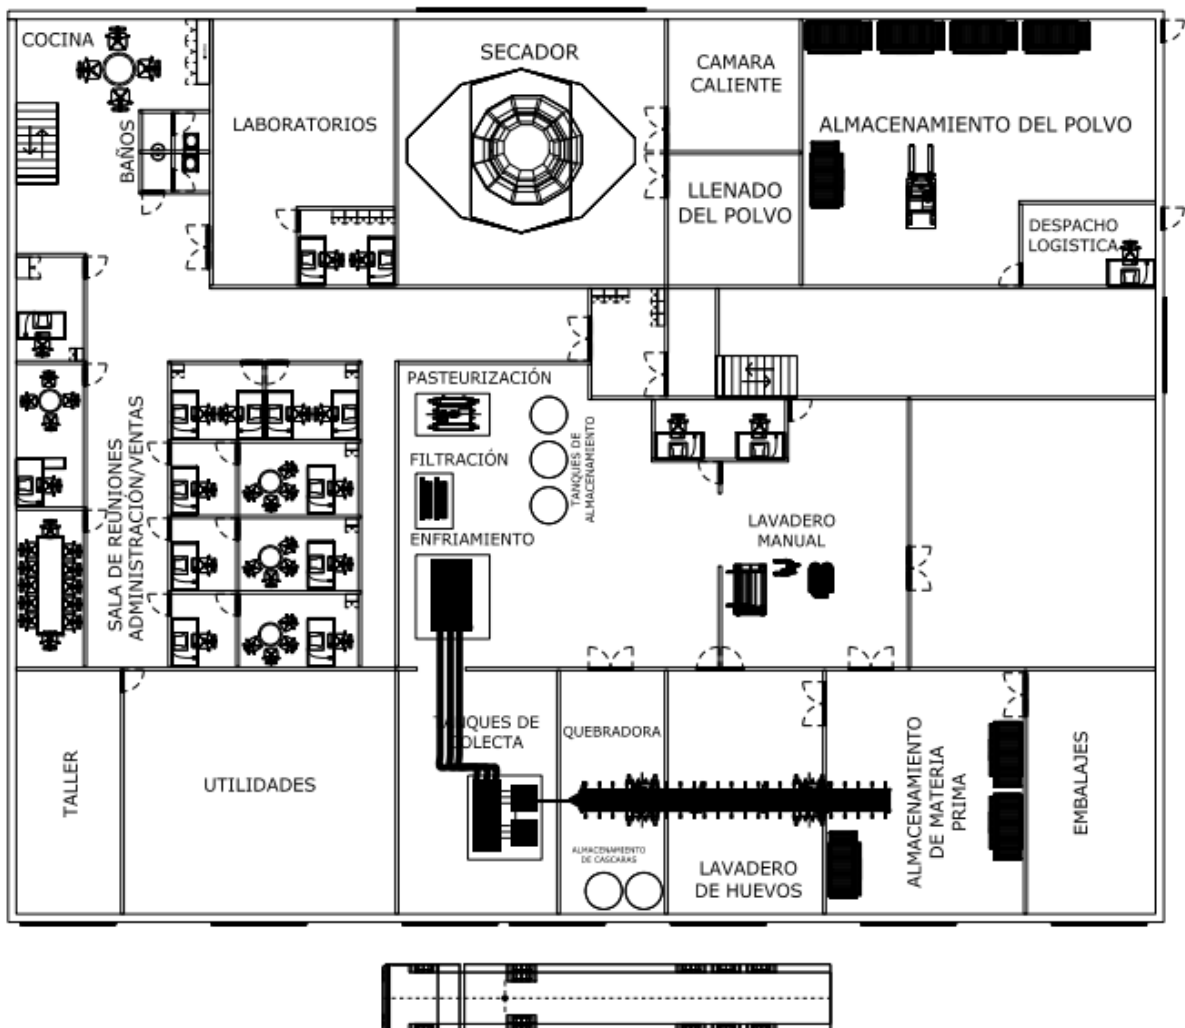 COCINA
SECADOR
CAMARA
CALIENTE
BAÑOS
LABORATORIOS
ALMACENAMIENTO DEL POLVO
LLENADO
DEL POLVO
DESPACHO
LOGISTICA
PASTEURIZACIÓN
SALA DE REUNIONES
ADMINISTRACIÓN/VENTAS
TANQUES DE
ALMACENAMIENTO
FILTRACIÓN
ENFRIAMIENTO
LAVADERO
MANUAL
TALLER
UTILIDADES
TANQUES DE
COLECTA
QUEBRADORA
ALMACENAMIENTO
DE MATERIA
PRIMA
EMBALAJES
ALMACENAMIENTO
DE CASCARAS
LAVADERO
DE HUEVOS